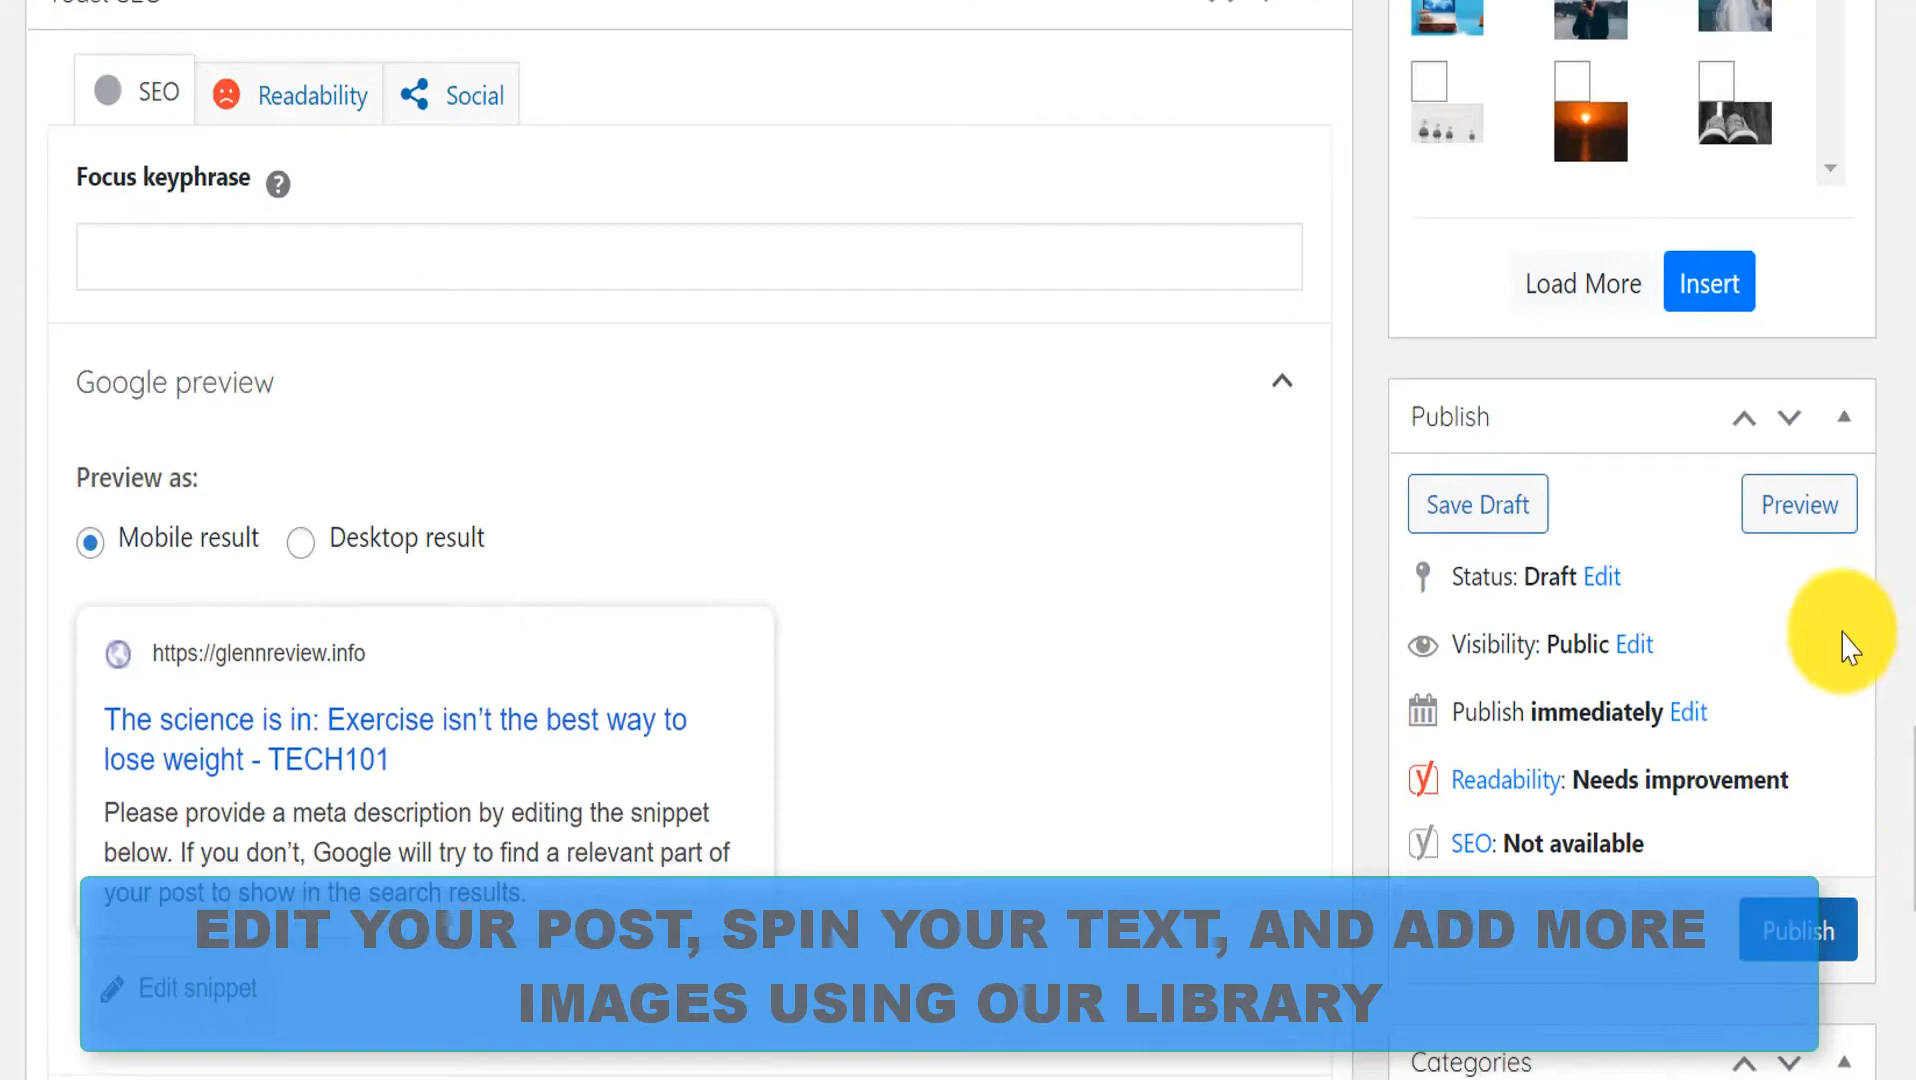 Yoast SEO
SEO
Readability
Social
Focus keyphrase
?
Google preview
Preview as:
Mobile result
Desktop result
https://glennreview.info
The science is in: Exercise isn’t the best way to
lose weight - TECH101
Please provide a meta description by editing the snippet
below. If you don’t, Google will try to find a relevant part of
your post to show in the search results.
Edit snippet
Load More
Insert
Publish
Save Draft
Preview
Status: Draft Edit
Visibility: Public Edit
Publish immediately Edit
Readability: Needs improvement
SEO: Not available
Publish
Categories
EDIT YOUR POST, SPIN YOUR TEXT, AND ADD MORE
IMAGES USING OUR LIBRARY